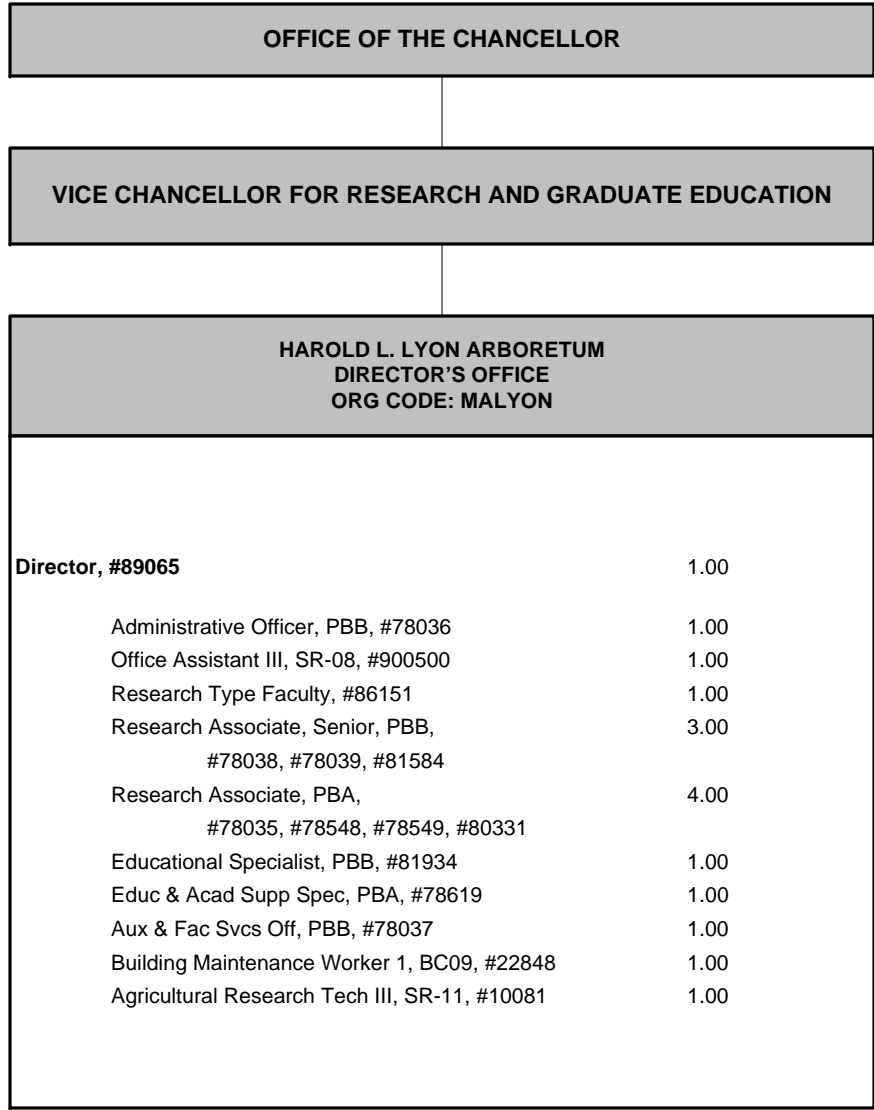 OFFICE OF THE CHANCELLOR
VICE CHANCELLOR FOR RESEARCH AND GRADUATE EDUCATION
HAROLD L. LYON ARBORETUM
DIRECTOR’S OFFICE
ORG CODE: MALYON
Director, #89065 1.00
Administrative Officer, PBB, #78036 1.00
Office Assistant III, SR-08, #900500 1.00
Research Type Faculty, #86151 1.00
Research Associate, Senior, PBB, 3.00
#78038, #78039, #81584
Research Associate, PBA, 4.00
#78035, #78548, #78549, #80331
Educational Specialist, PBB, #81934 1.00
Educ & Acad Supp Spec, PBA, #78619 1.00
Aux & Fac Svcs Off, PBB, #78037 1.00
Building Maintenance Worker 1, BC09, #22848 1.00
Agricultural Research Tech III, SR-11, #10081 1.00